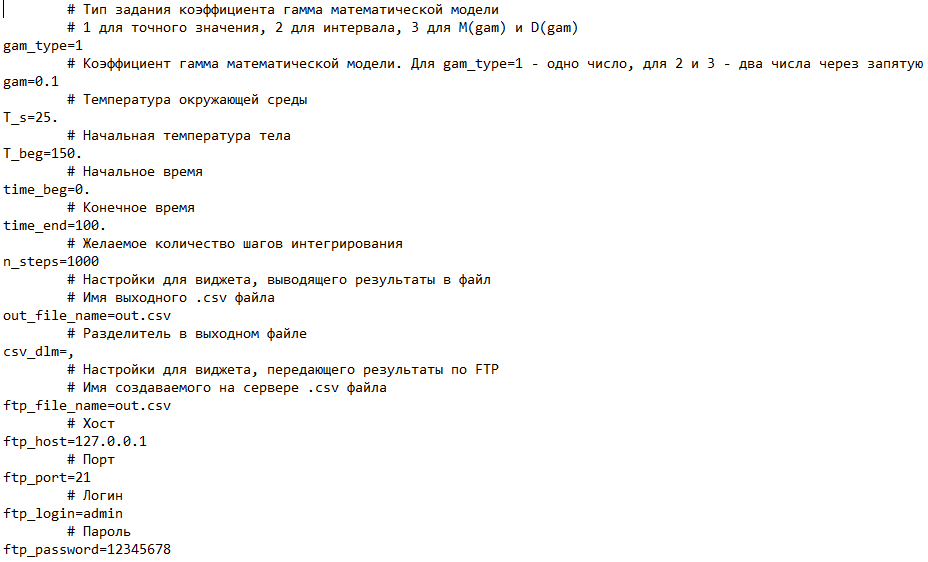 # Тип задания коэффициента гамма математической модели
# 1 для точного значения, 2 для интервала, 3 для M(gam) и D(gam)
gam_type=1
# Коэффициент гамма математической модели. Для gam_type=1 - одно число, для 2 и 3 - два числа через запятую
gam=0.1
# Температура окружающей среды
T_s=25.
# Начальная температура тела
T_beg=150.
# Начальное время
time_beg=0.
# Конечное время
time_end=100.
# Желаемое количество шагов интегрирования
n_steps=1000
# Настройки для виджета, выводящего результаты в файл
# Имя выходного .csv файла
out_file_name=out.csv
# Разделитель в выходном файле
csv_dlm=,
# Настройки для виджета, передающего результаты по FTP
# Имя создаваемого на сервере .csv файла
ftp_file_name=out.csv
# Хост
ftp_host=127.0.0.1
# Порт
ftp_port=21
# Логин
ftp_login=admin
# Пароль
ftp_password=12345678